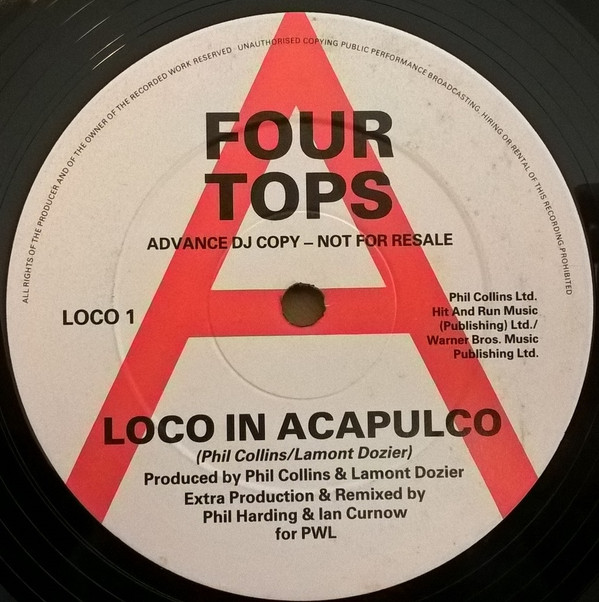 ALL RIGHTS OF THE PRODUCER AND OF THE OWNER OF THE RECORDED WORK RESERVED · UNAUTHORISED COPYING PUBLIC PERFORMANCE BROADCASTING, HIRING OR RENTAL OF THIS RECORDING PROHIBITED
FOUR
TOPS
ADVANCE DJ COPY – NOT FOR RESALE
LOCO 1
Phil Collins Ltd.
Hit And Run Music
(Publishing) Ltd./
Warner Bros. Music
Publishing Ltd.
A
LOCO IN ACAPULCO
(Phil Collins/Lamont Dozier)
Produced by Phil Collins & Lamont Dozier
Extra Production & Remixed by
Phil Harding & Ian Curnow
for PWL